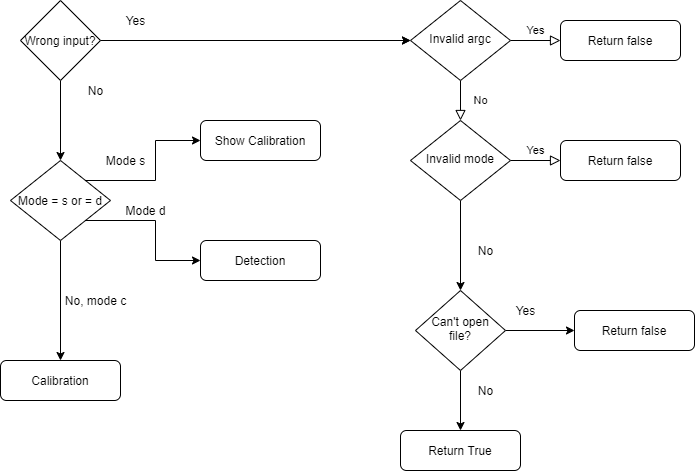 Yes
Wrong input?
Invalid argc
Yes
Return false
No
No
Mode s
Show Calibration
Invalid mode
Yes
Return false
Mode = s or = d
Mode d
Detection
No
No, mode c
Can't open
file?
Yes
Return false
Calibration
No
Return True